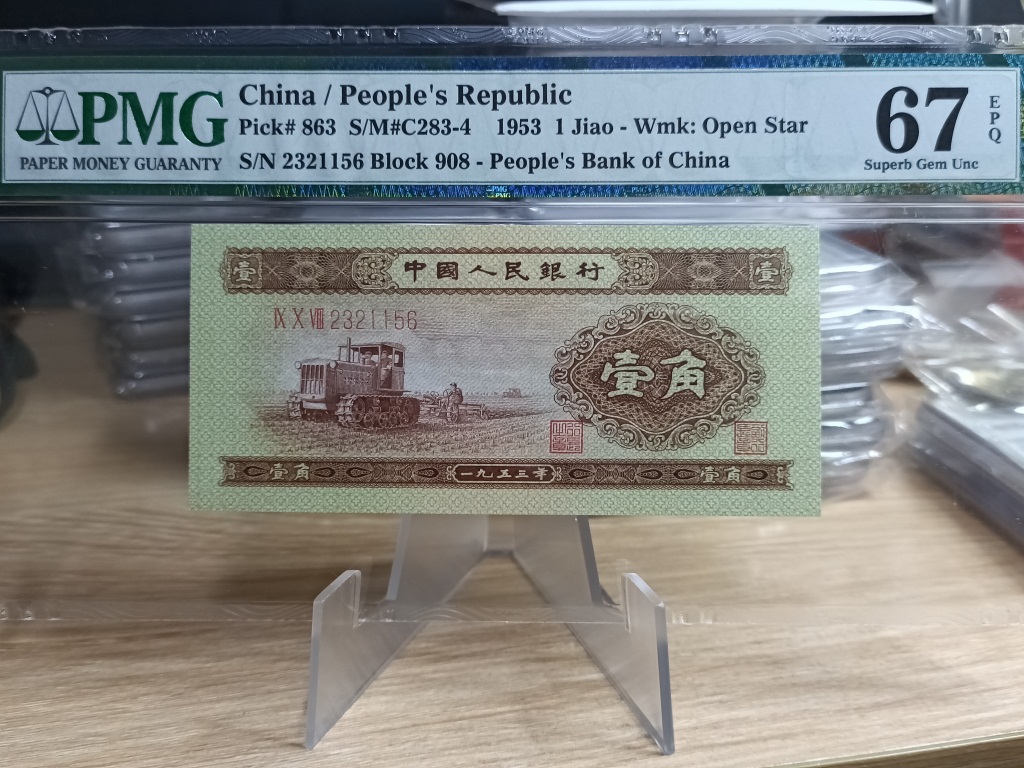 PMG
PAPER MONEY GUARANTY
China / People's Republic
Pick# 863 S/M#C283-4 1953 1 Jiao - Wmk: Open Star
S/N 2321156 Block 908 - People's Bank of China
67
EPQ
Superb Gem Unc
壹 中國人民銀行 壹
IX X VIII 2321156
壹角
壹角 一九五三年 壹角